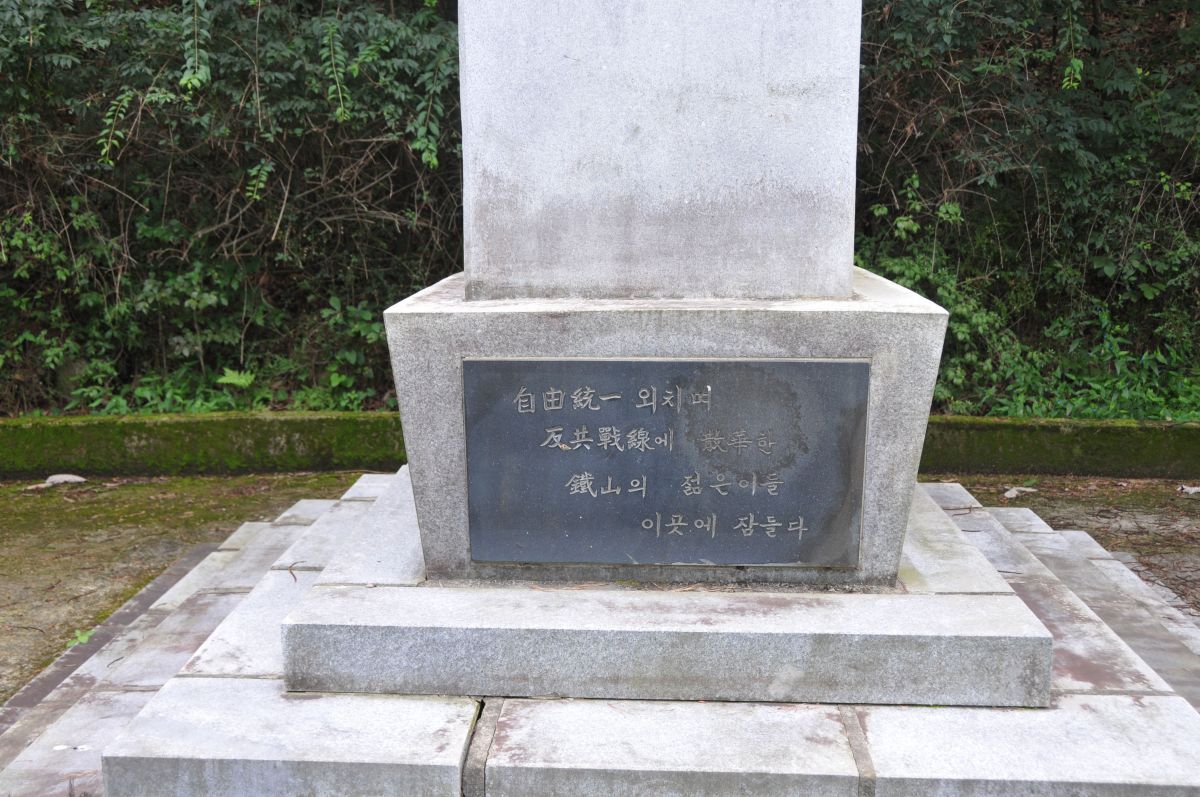 自由統一 외치며
反共戰線에 散華한
鐵山의 젊은이들
이곳에 잠들다